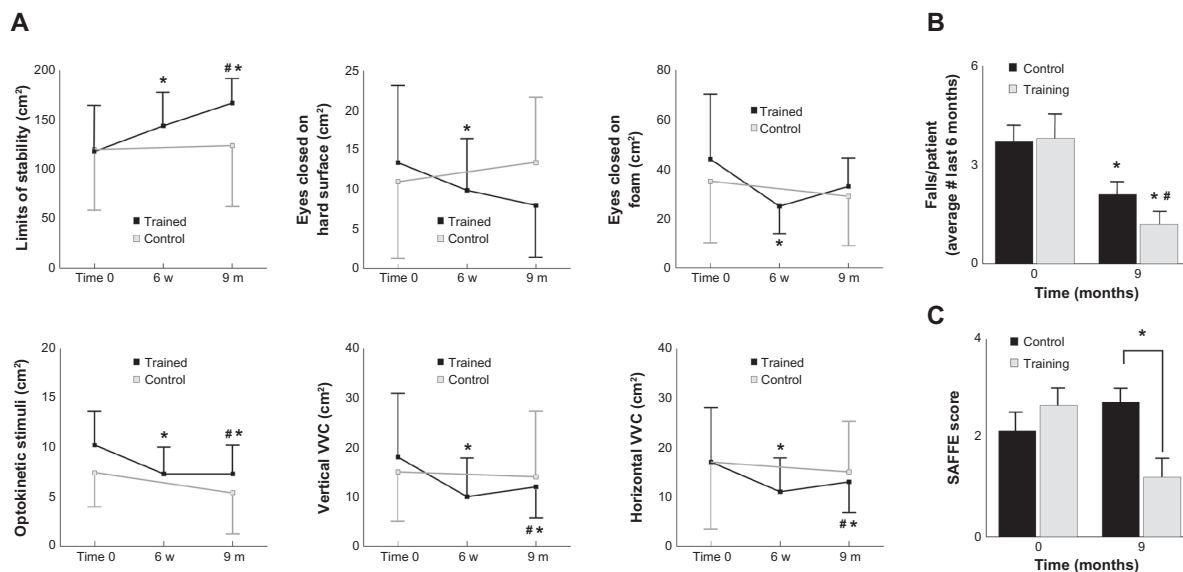 A
Limits of stability (cm²)
200
150
100
50
0
* # *
Trained
Control
Time 0 6 w 9 m
Eyes closed on
hard surface (cm²)
25
20
15
10
5
0
*
Trained
Control
Time 0 6 w 9 m
Eyes closed on
foam (cm²)
80
60
40
20
0
Trained
Control
*
Time 0 6 w 9 m
Optokinetic stimuli (cm²)
20
15
10
5
0
Trained
Control
* # *
Time 0 6 w 9 m
Vertical VVC (cm²)
40
30
20
10
0
Trained
Control
*
# *
Time 0 6 w 9 m
Horizontal VVC (cm²)
40
30
20
10
0
Trained
Control
*
# *
Time 0 6 w 9 m
B
Falls/patient
(average # last 6 months)
6
3
0
Control
Training
*
* #
0 9
Time (months)
C
SAFFE score
4
2
0
Control
Training
*
0 9
Time (months)